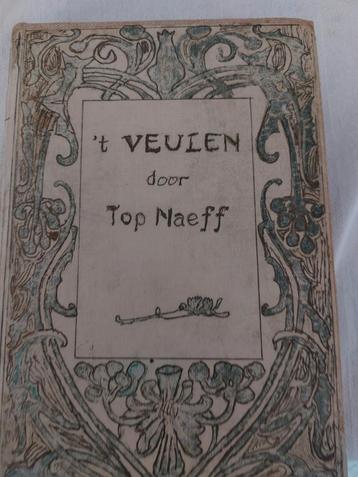 't VEULEN
door
Top Naeff